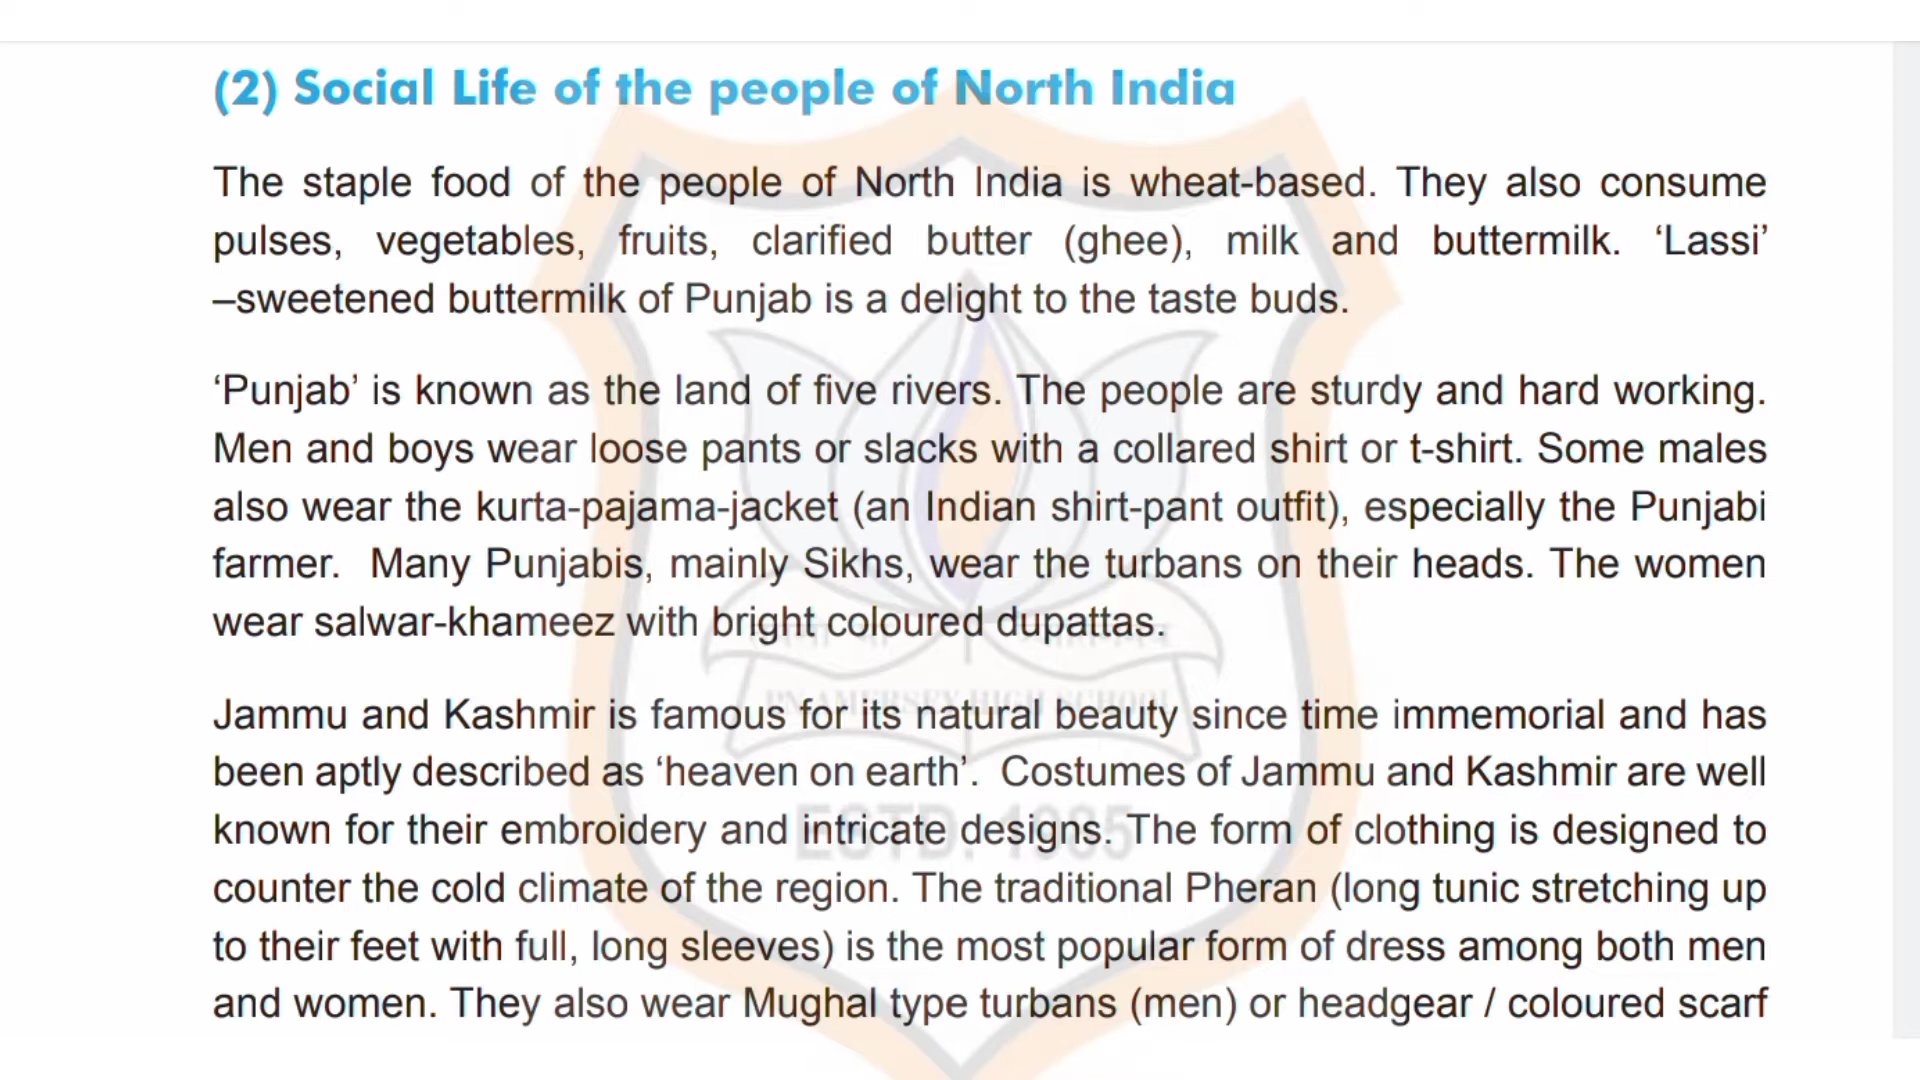 (2) Social Life of the people of North India
The staple food of the people of North India is wheat-based. They also consume
pulses, vegetables, fruits, clarified butter (ghee), milk and buttermilk. ‘Lassi’
–sweetened buttermilk of Punjab is a delight to the taste buds.
‘Punjab’ is known as the land of five rivers. The people are sturdy and hard working.
Men and boys wear loose pants or slacks with a collared shirt or t-shirt. Some males
also wear the kurta-pajama-jacket (an Indian shirt-pant outfit), especially the Punjabi
farmer. Many Punjabis, mainly Sikhs, wear the turbans on their heads. The women
wear salwar-khameez with bright coloured dupattas.
Jammu and Kashmir is famous for its natural beauty since time immemorial and has
been aptly described as ‘heaven on earth’. Costumes of Jammu and Kashmir are well
known for their embroidery and intricate designs. The form of clothing is designed to
counter the cold climate of the region. The traditional Pheran (long tunic stretching up
to their feet with full, long sleeves) is the most popular form of dress among both men
and women. They also wear Mughal type turbans (men) or headgear / coloured scarf
HIGH SCHOOL
ESTD. 1985